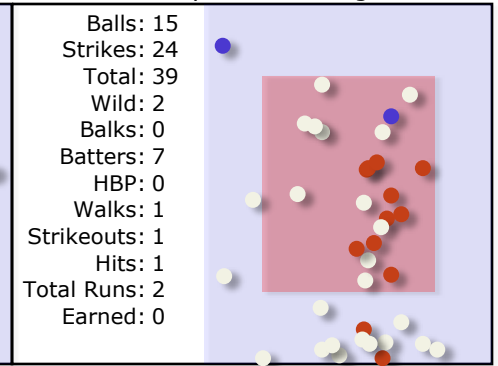 Balls: 15
Strikes: 24
Total: 39
Wild: 2
Balks: 0
Batters: 7
HBP: 0
Walks: 1
Strikeouts: 1
Hits: 1
Total Runs: 2
Earned: 0